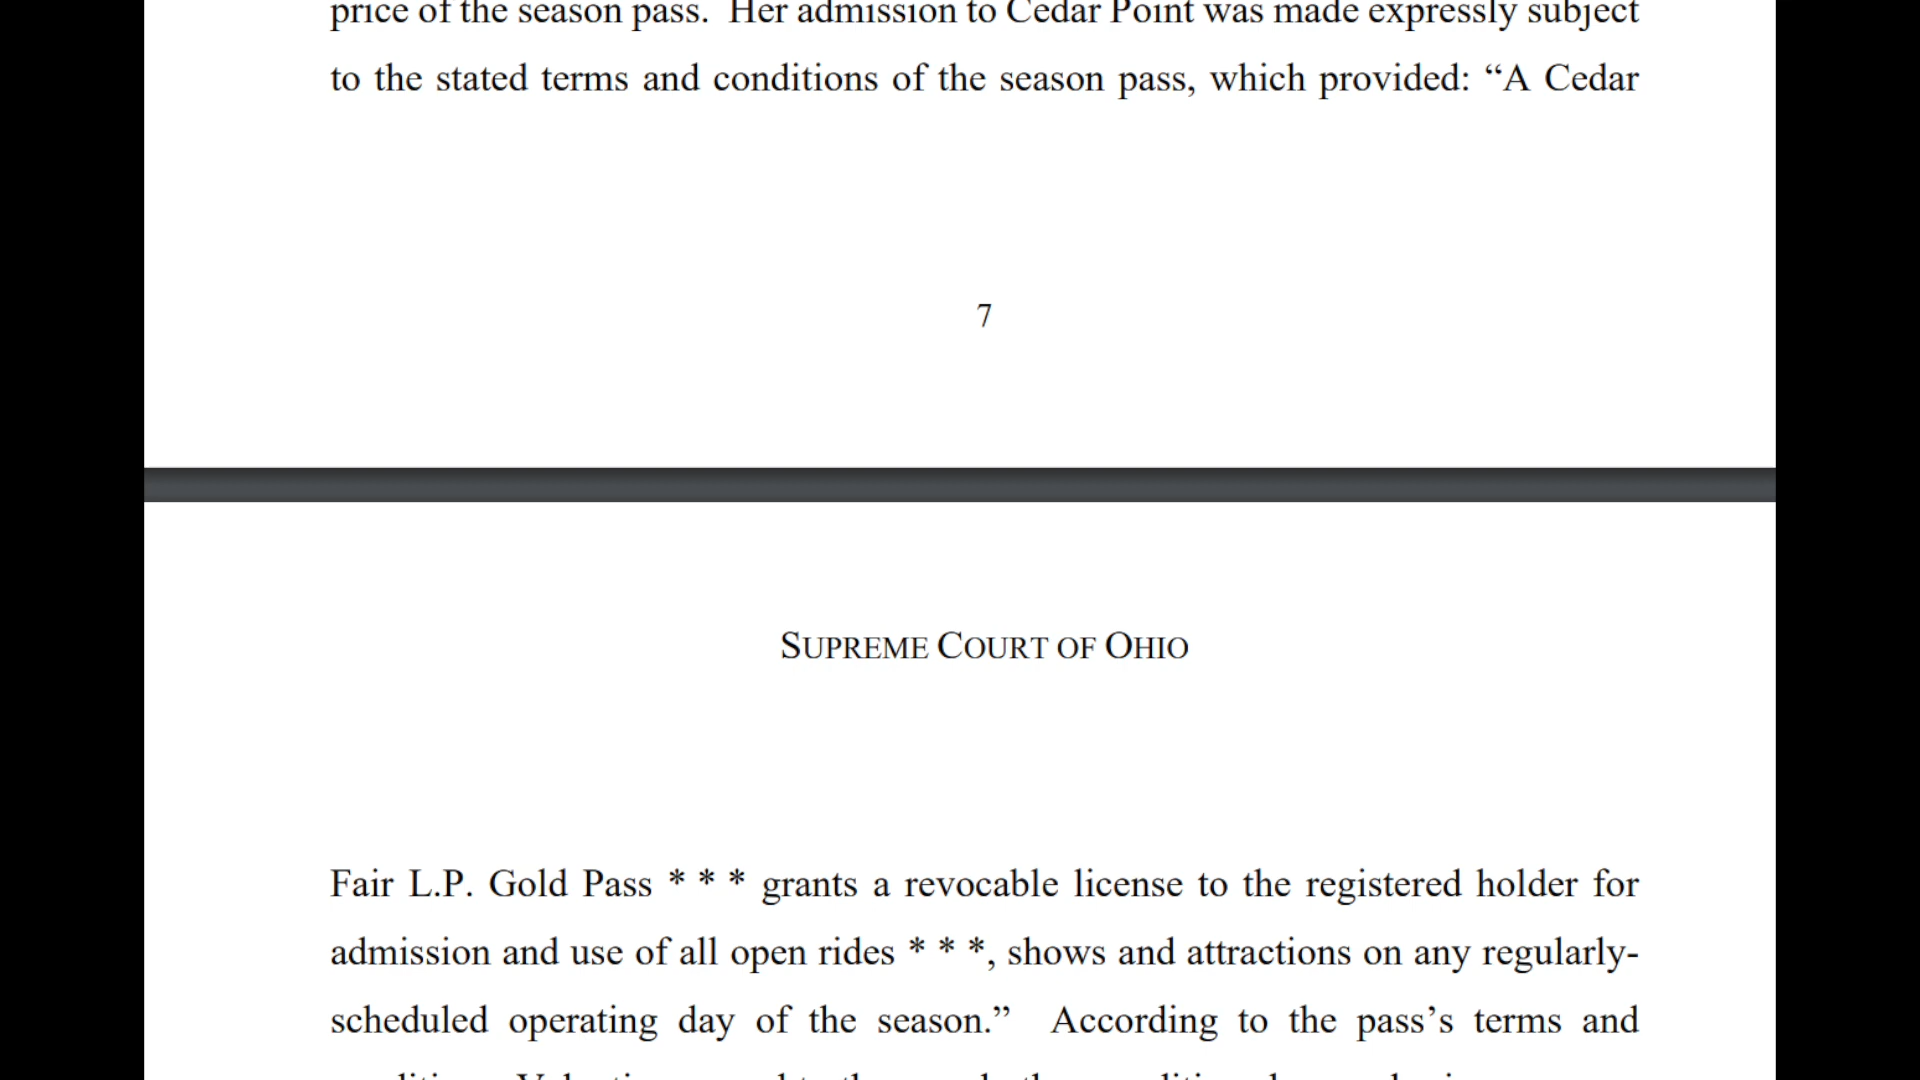 price of the season pass.  Her admission to Cedar Point was made expressly subject
to the stated terms and conditions of the season pass, which provided: “A Cedar
7
SUPREME COURT OF OHIO
Fair L.P. Gold Pass * * * grants a revocable license to the registered holder for
admission and use of all open rides * * *, shows and attractions on any regularly-
scheduled operating day of the season.”  According to the pass’s terms and